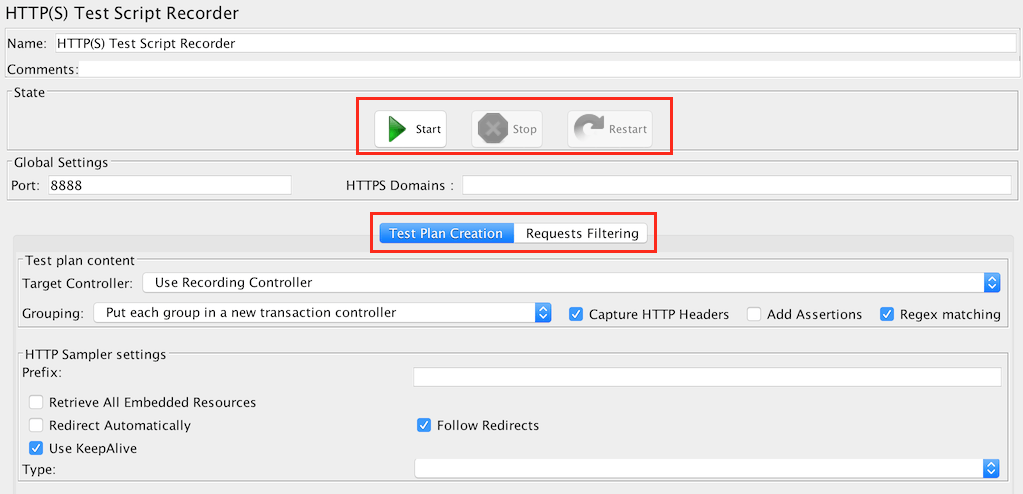 HTTP(S) Test Script Recorder
Name: HTTP(S) Test Script Recorder
Comments:
State
Start Stop Restart
Global Settings
Port: 8888 HTTPS Domains :
Test Plan Creation Requests Filtering
Test plan content
Target Controller: Use Recording Controller
Grouping: Put each group in a new transaction controller Capture HTTP Headers Add Assertions Regex matching
HTTP Sampler settings
Prefix:
Retrieve All Embedded Resources
Redirect Automatically Follow Redirects
Use KeepAlive
Type: